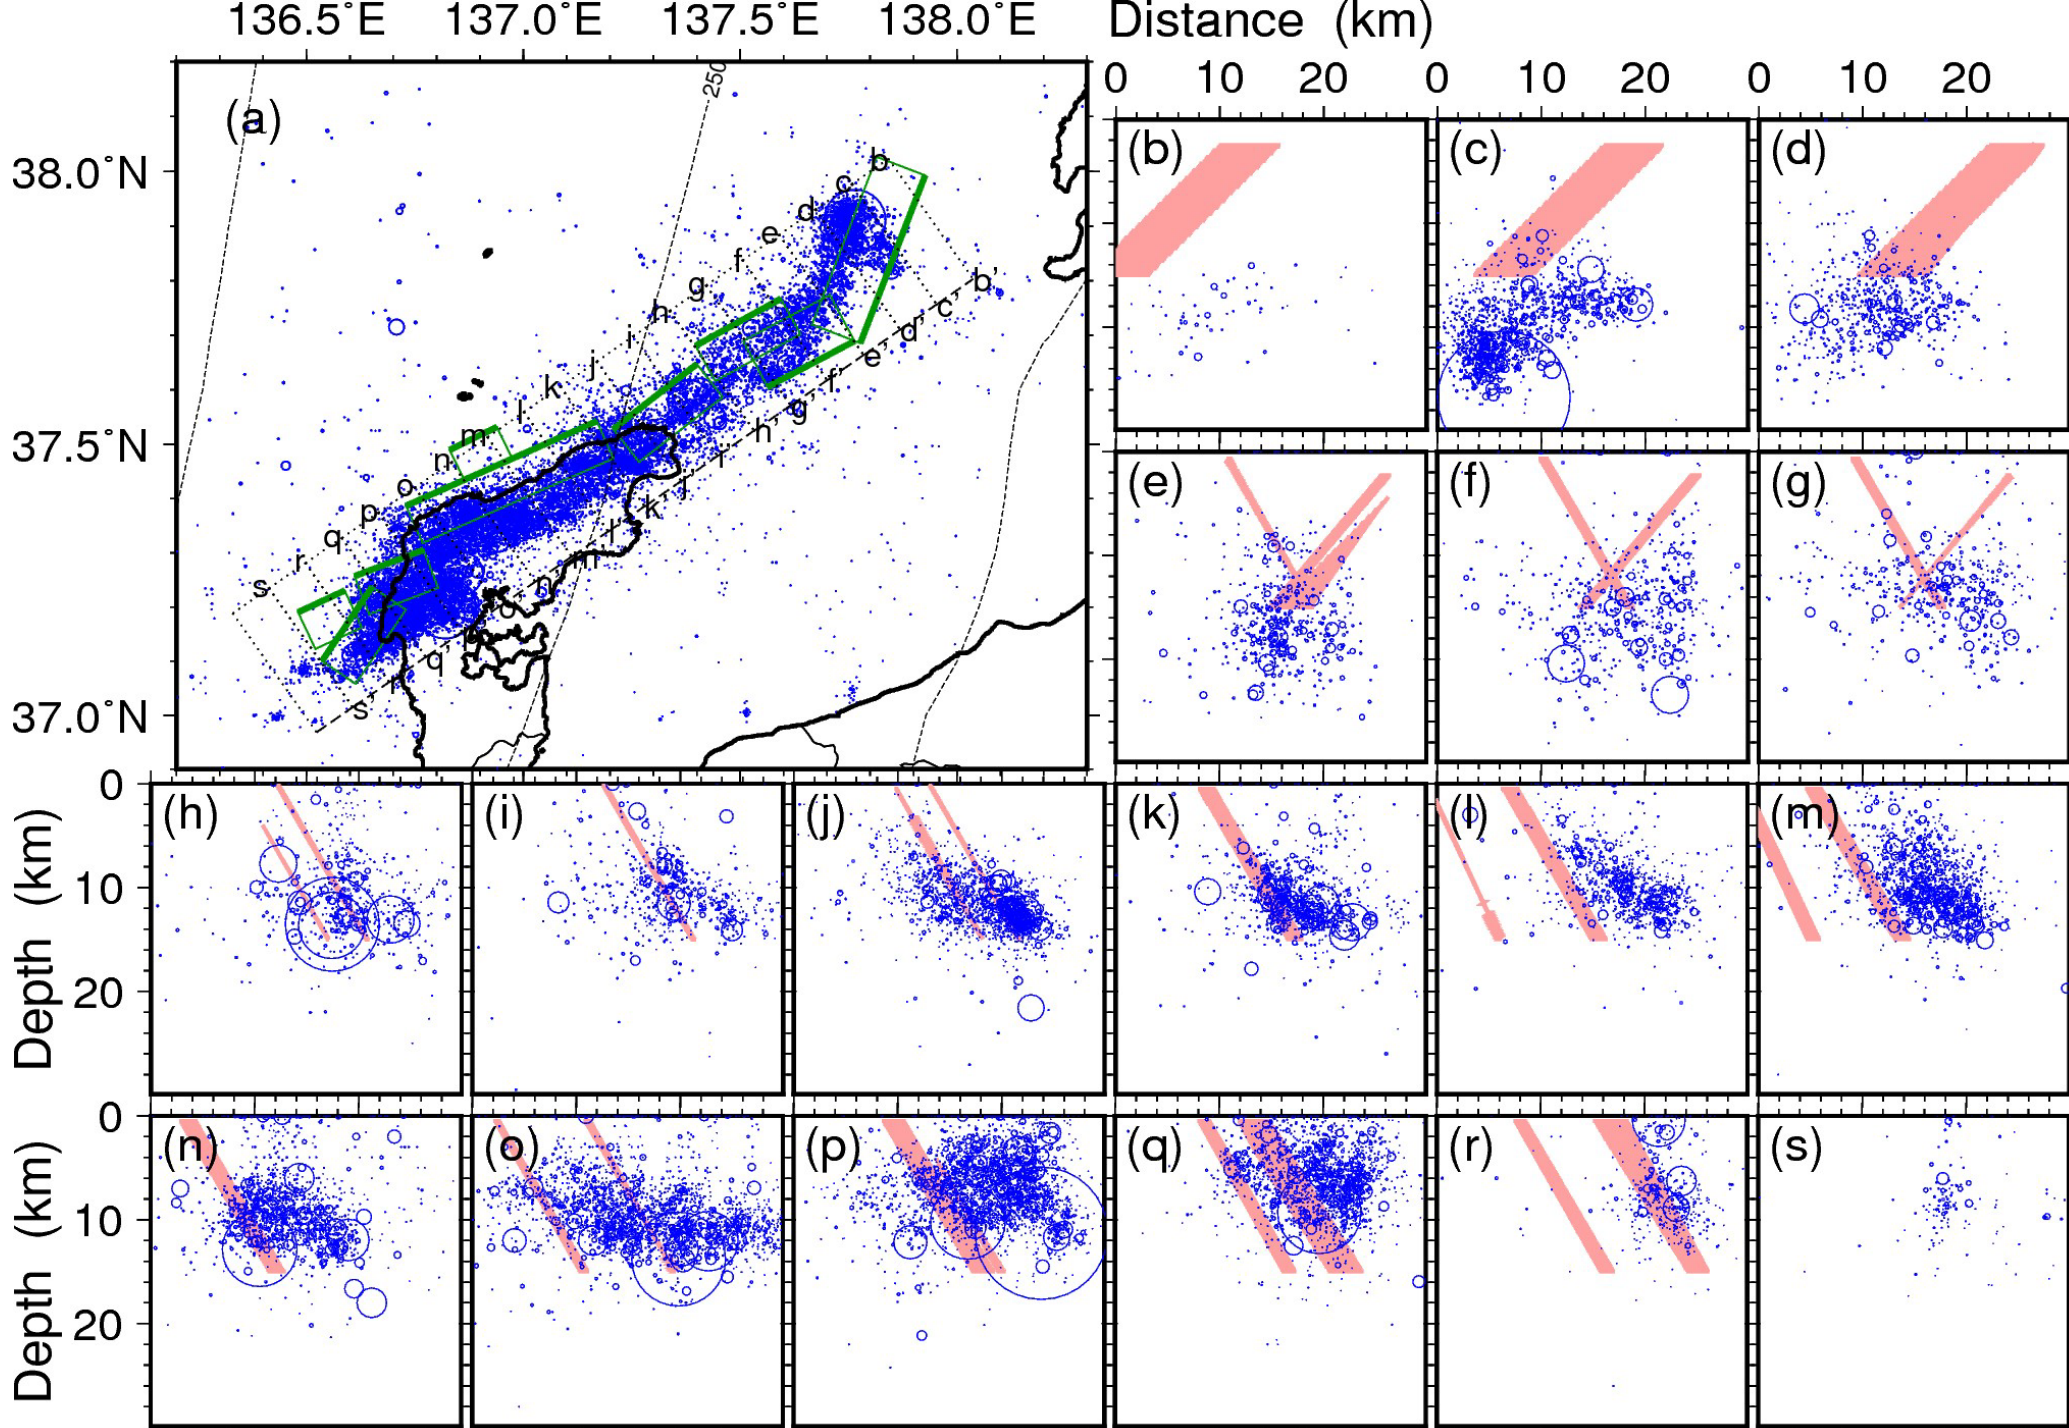 136.5°E 137.0°E 137.5°E 138.0°E
Distance (km)
0 10 20 0 10 20 0 10 20
38.0°N
37.5°N
37.0°N
(a)
250
b
c
d
e
f
g
h
i
j
k
l
m
n
o
p
q
r
s
b'
c'
d'
e'
f'
g'
h'
i'
j'
k'
l'
m'
n'
o'
p'
q'
r'
s'
(b) (c) (d)
(e) (f) (g)
0
10
20
Depth (km)
(h) (i) (j) (k) (l) (m)
0
10
20
Depth (km)
(n) (o) (p) (q) (r) (s)